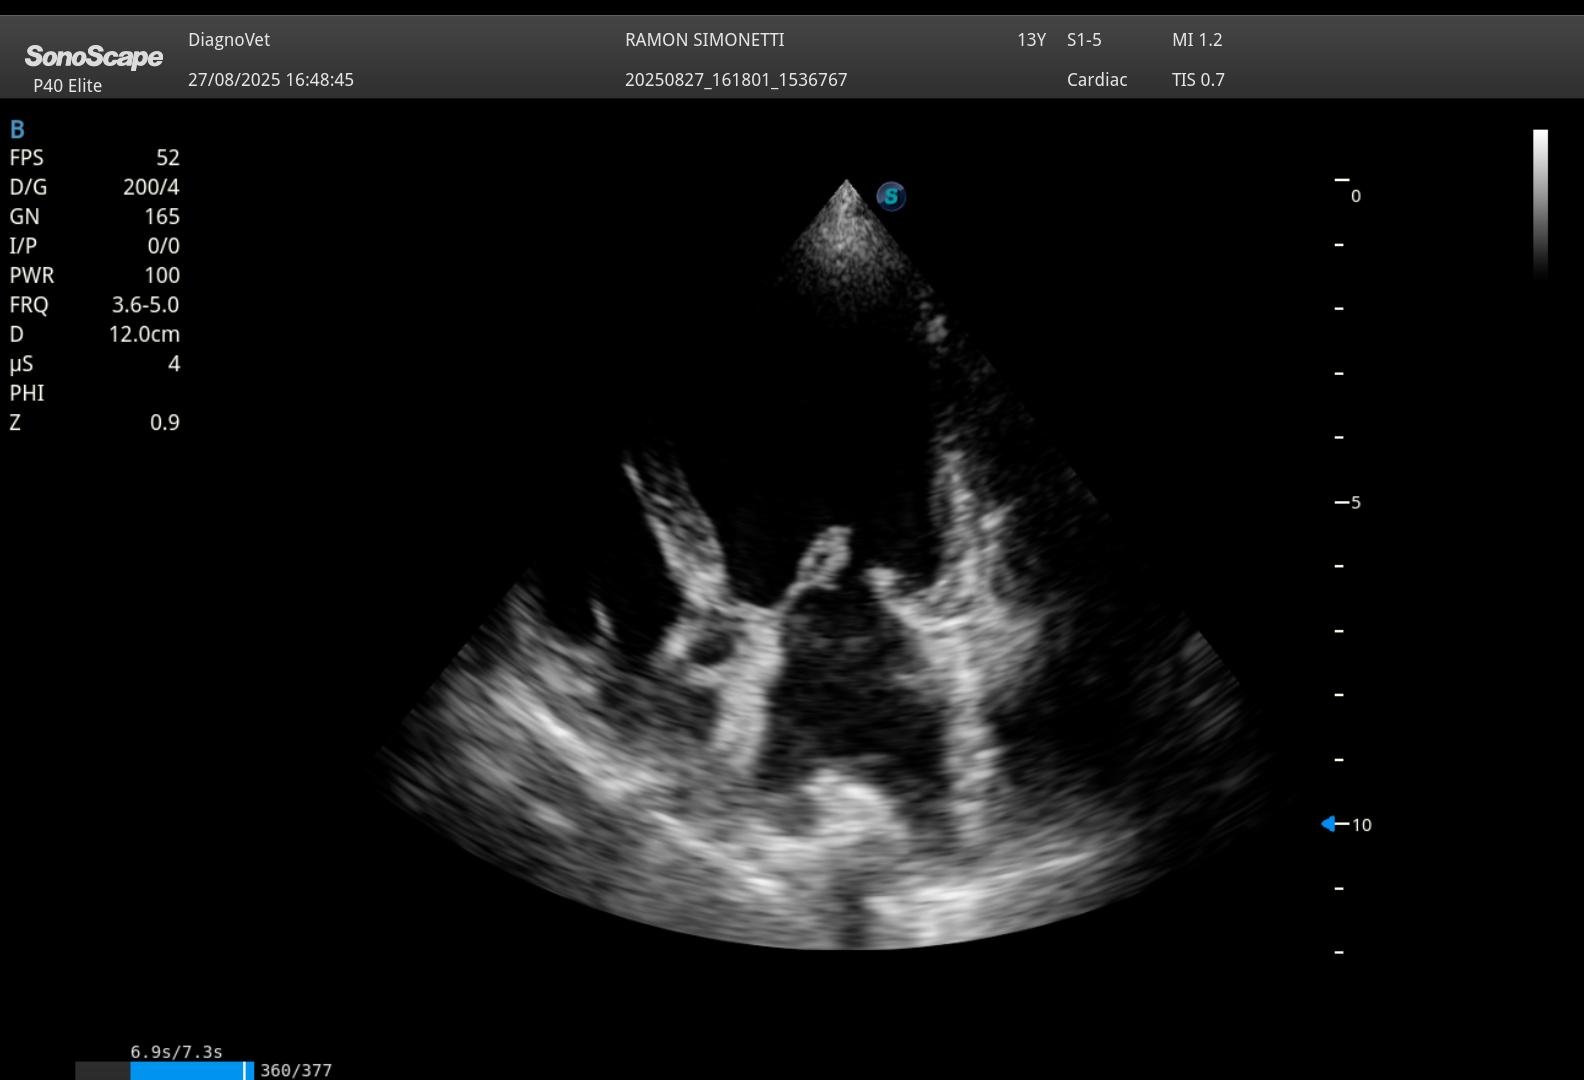 SonoScape
P40 Elite
DiagnoVet
27/08/2025 16:48:45
RAMON SIMONETTI
20250827_161801_1536767
13Y S1-5
Cardiac
MI 1.2
TIS 0.7
B
FPS 52
D/G 200/4
GN 165
I/P 0/0
PWR 100
FRQ 3.6-5.0
D 12.0cm
µS 4
PHI
Z 0.9
S
0
5
10
6.9s/7.3s
360/377